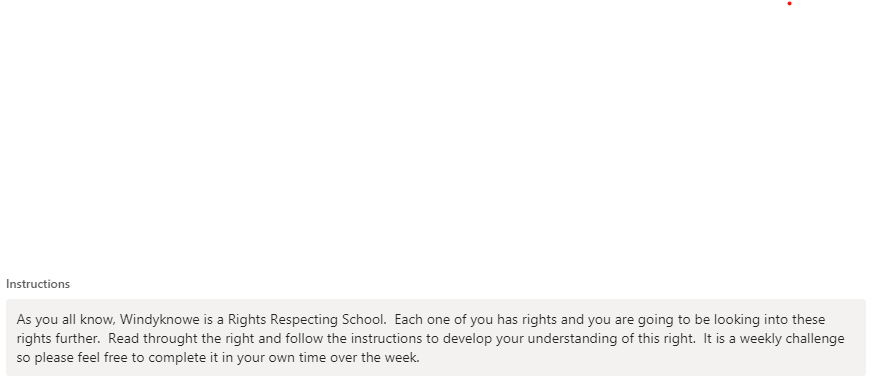 Instructions
As you all know, Windyknowe is a Rights Respecting School.  Each one of you has rights and you are going to be looking into these
rights further.  Read throught the right and follow the instructions to develop your understanding of this right.  It is a weekly challenge
so please feel free to complete it in your own time over the week.